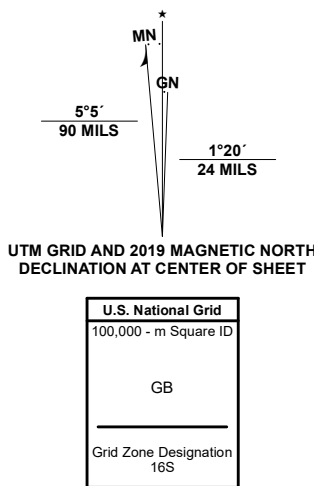 ★
MN
GN
5°5´
90 MILS
1°20´
24 MILS
UTM GRID AND 2019 MAGNETIC NORTH
DECLINATION AT CENTER OF SHEET
U.S. National Grid
100,000 - m Square ID
GB
Grid Zone Designation
16S